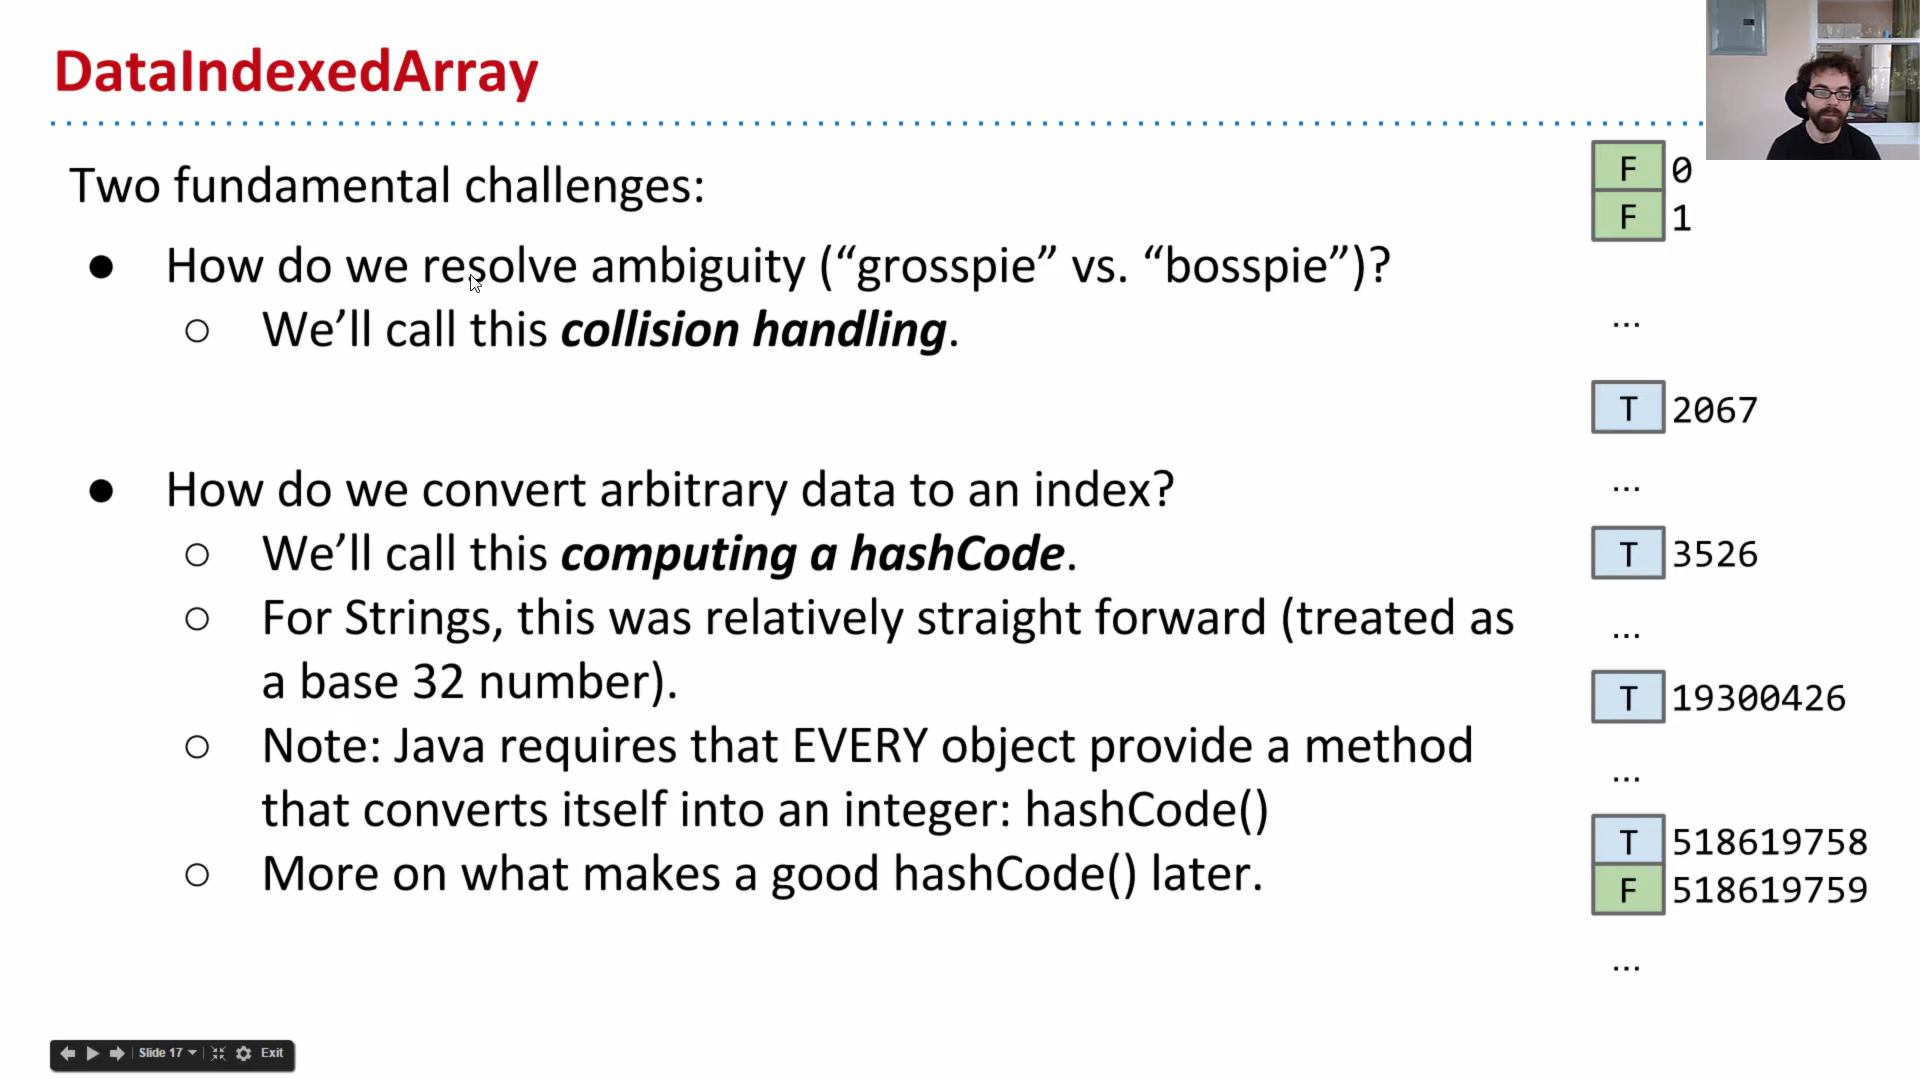 DataIndexedArray
Two fundamental challenges:
● How do we resolve ambiguity (“grosspie” vs. “bosspie”)?
○ We’ll call this collision handling.
● How do we convert arbitrary data to an index?
○ We’ll call this computing a hashCode.
○ For Strings, this was relatively straight forward (treated as
a base 32 number).
○ Note: Java requires that EVERY object provide a method
that converts itself into an integer: hashCode()
○ More on what makes a good hashCode() later.
F 0
F 1
...
T 2067
...
T 3526
...
T 19300426
...
T 518619758
F 518619759
...
Slide 17 Exit